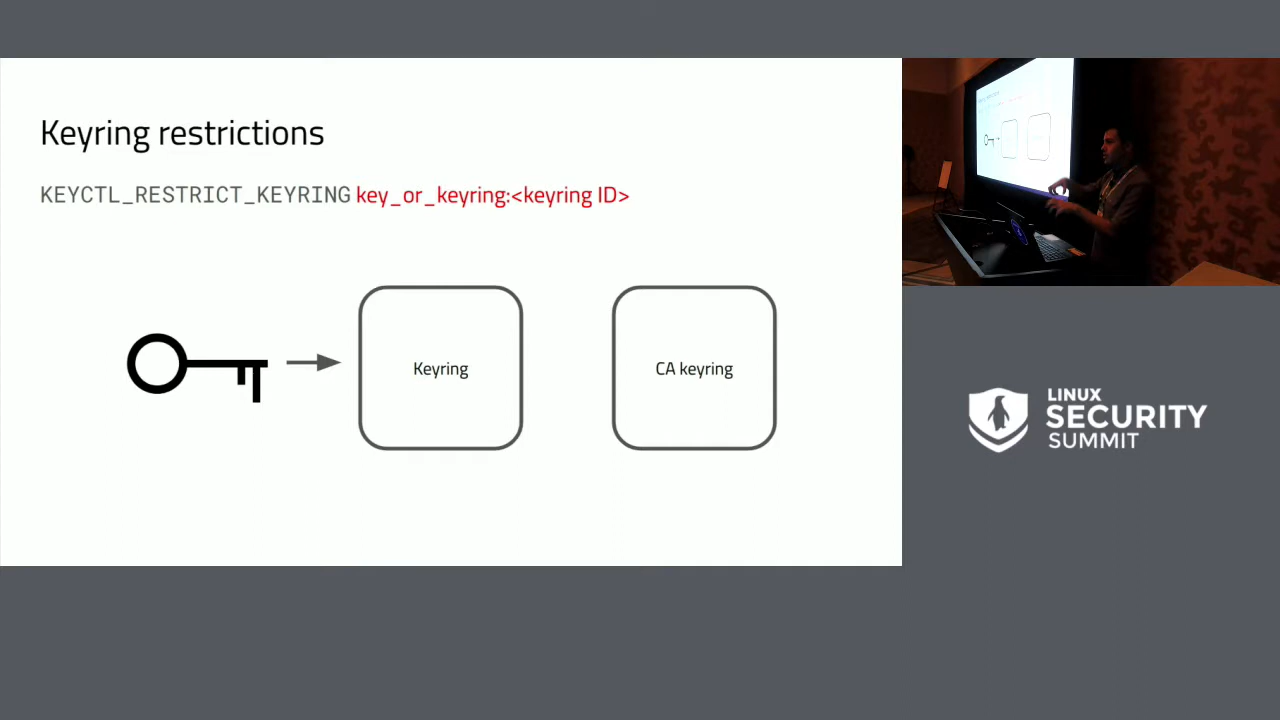 Keyring restrictions
KEYCTL_RESTRICT_KEYRING key_or_keyring:<keyring ID>
Keyring
CA keyring
LINUX
SECURITY
SUMMIT